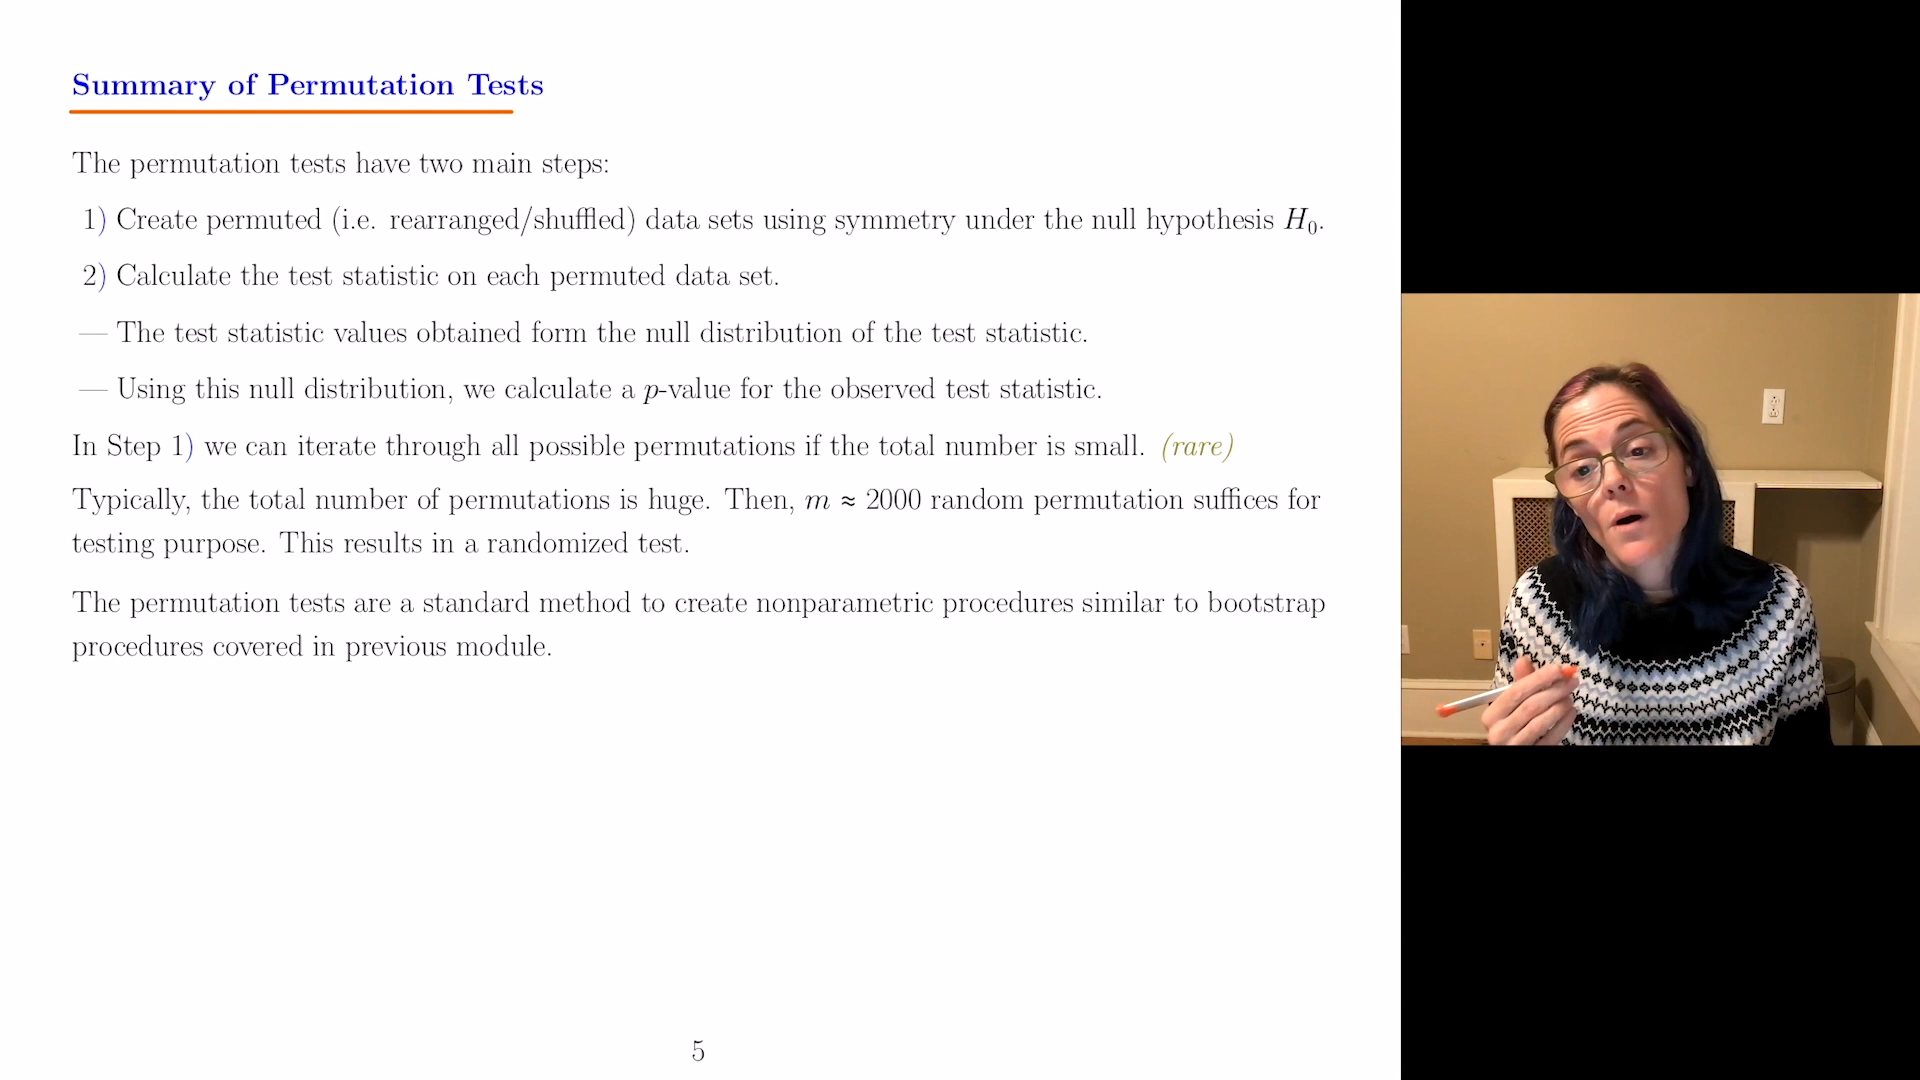 Summary of Permutation Tests
The permutation tests have two main steps:
1) Create permuted (i.e. rearranged/shuffled) data sets using symmetry under the null hypothesis H₀.
2) Calculate the test statistic on each permuted data set.
— The test statistic values obtained form the null distribution of the test statistic.
— Using this null distribution, we calculate a p-value for the observed test statistic.
In Step 1) we can iterate through all possible permutations if the total number is small. (rare)
Typically, the total number of permutations is huge. Then, m ≈ 2000 random permutation suffices for
testing purpose. This results in a randomized test.
The permutation tests are a standard method to create nonparametric procedures similar to bootstrap
procedures covered in previous module.
5